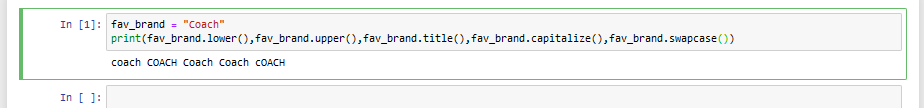 In [1]: fav_brand = "Coach"
print(fav_brand.lower(),fav_brand.upper(),fav_brand.title(),fav_brand.capitalize(),fav_brand.swapcase())
coach COACH Coach Coach cOACH
In [ ]: